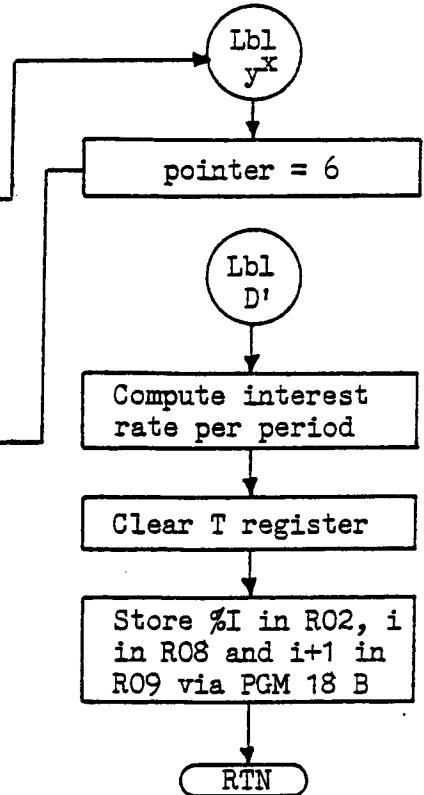 Lbl
y^x
pointer = 6
Lbl
D'
Compute interest
rate per period
Clear T register
Store %I in R02, i
in R08 and i+1 in
R09 via PGM 18 B
RTN